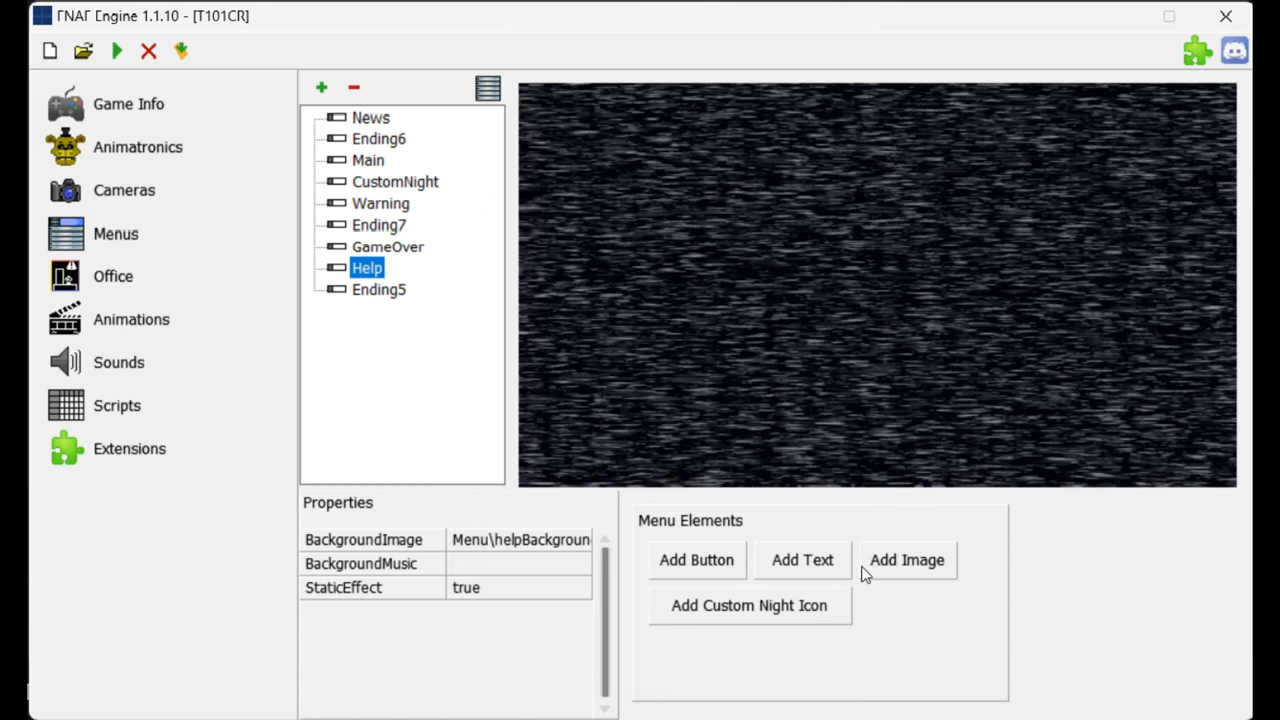 ГNAГ Engine 1.1.10 - [T101CR]
Game Info
Animatronics
Cameras
Menus
Office
Animations
Sounds
Scripts
Extensions
News
Ending6
Main
CustomNight
Warning
Ending7
GameOver
Help
Ending5
Properties
BackgroundImage Menu\helpBackgroun
BackgroundMusic
StaticEffect true
Menu Elements
Add Button Add Text Add Image
Add Custom Night Icon